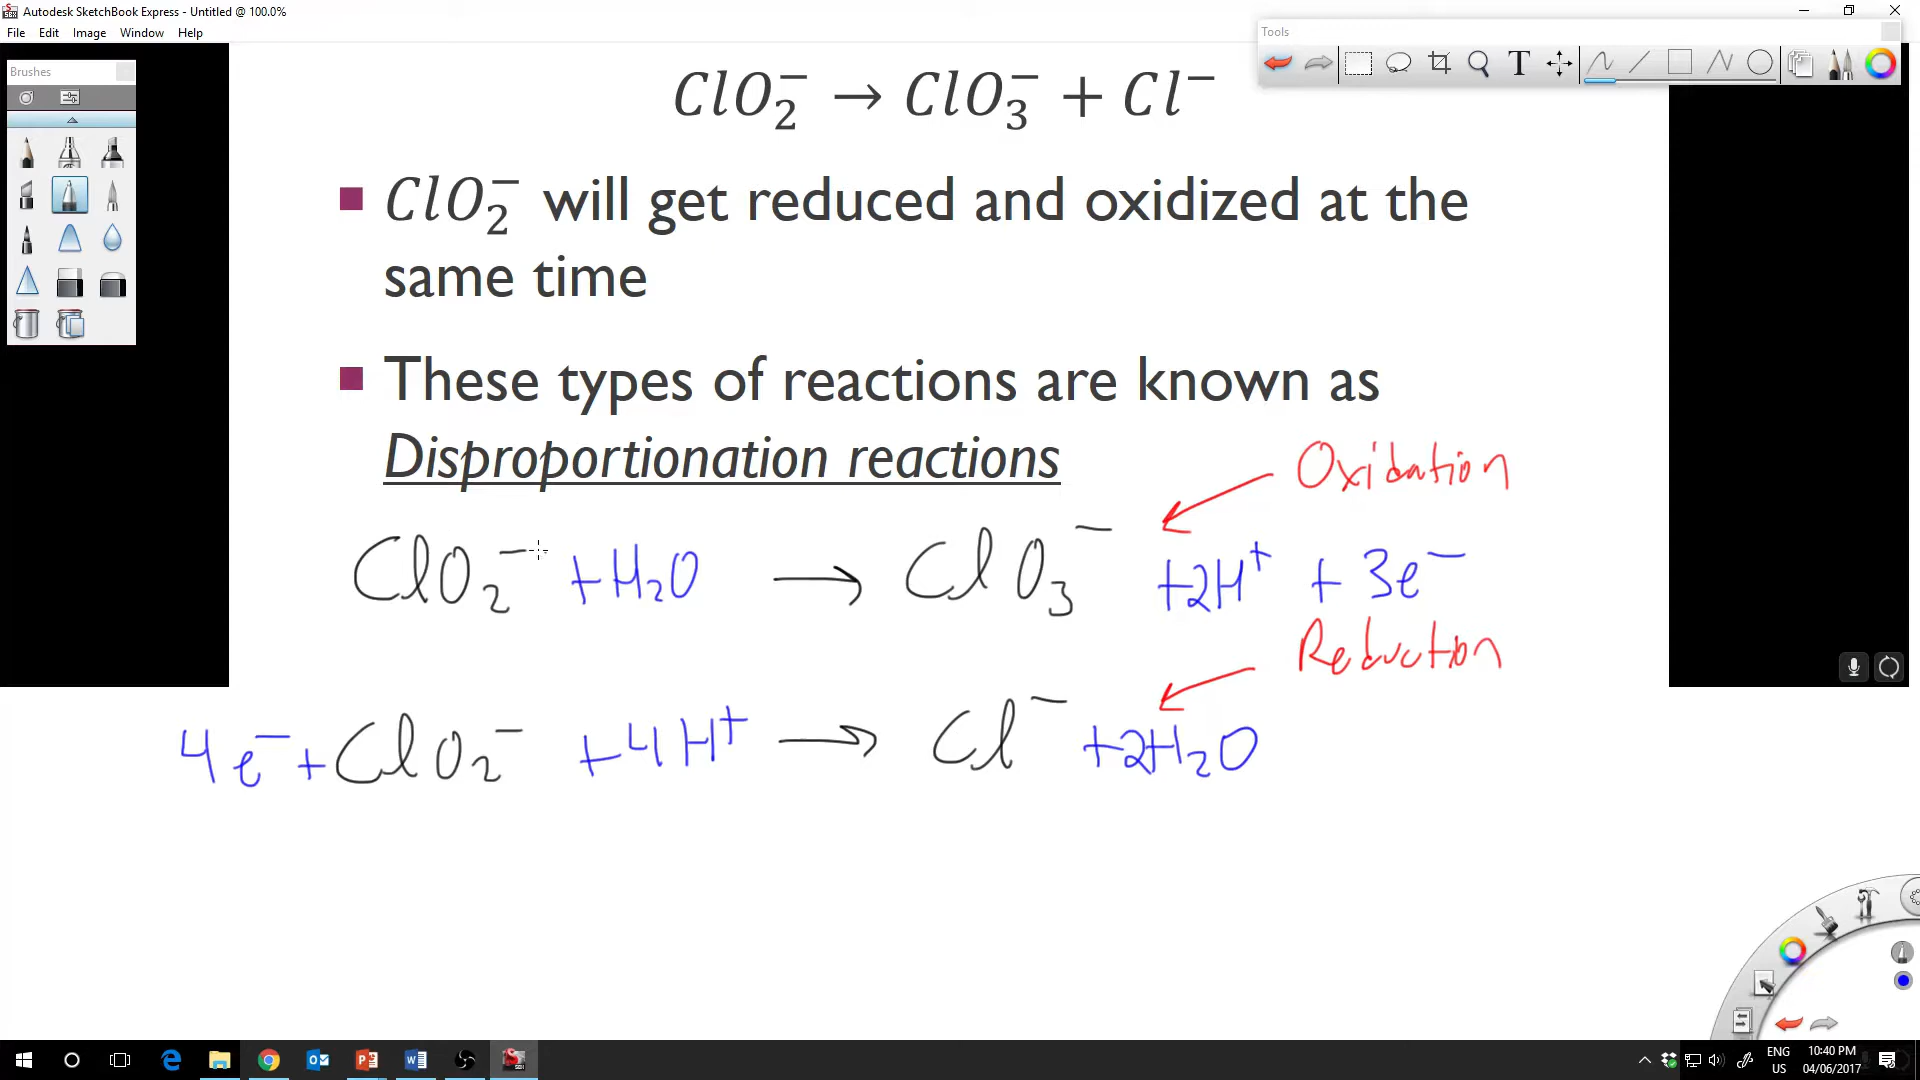 Autodesk SketchBook Express - Untitled @ 100.0%
File Edit Image Window Help
Tools
Brushes
ClO₂⁻ → ClO₃⁻ + Cl⁻
ClO₂⁻ will get reduced and oxidized at the
same time
These types of reactions are known as
Disproportionation reactions
Oxidation
ClO₂⁻ + H₂O → ClO₃⁻ + 2H⁺ + 3e⁻
Reduction
4e⁻ + ClO₂⁻ + 4H⁺ → Cl⁻ + 2H₂O
ENG
US
10:40 PM
04/06/2017